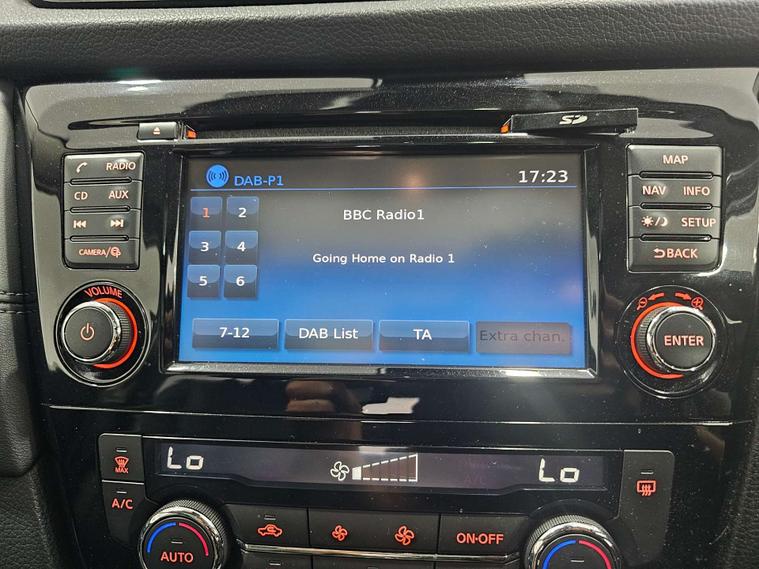 SD
RADIO
CD AUX
CAMERA/
VOLUME
DAB-P1 17:23
1 2
BBC Radio1
3 4
Going Home on Radio 1
5 6
7-12 DAB List TA Extra chan.
MAP
NAV INFO
SETUP
BACK
ENTER
Lo Lo
MAX
A/C
AUTO
ON·OFF